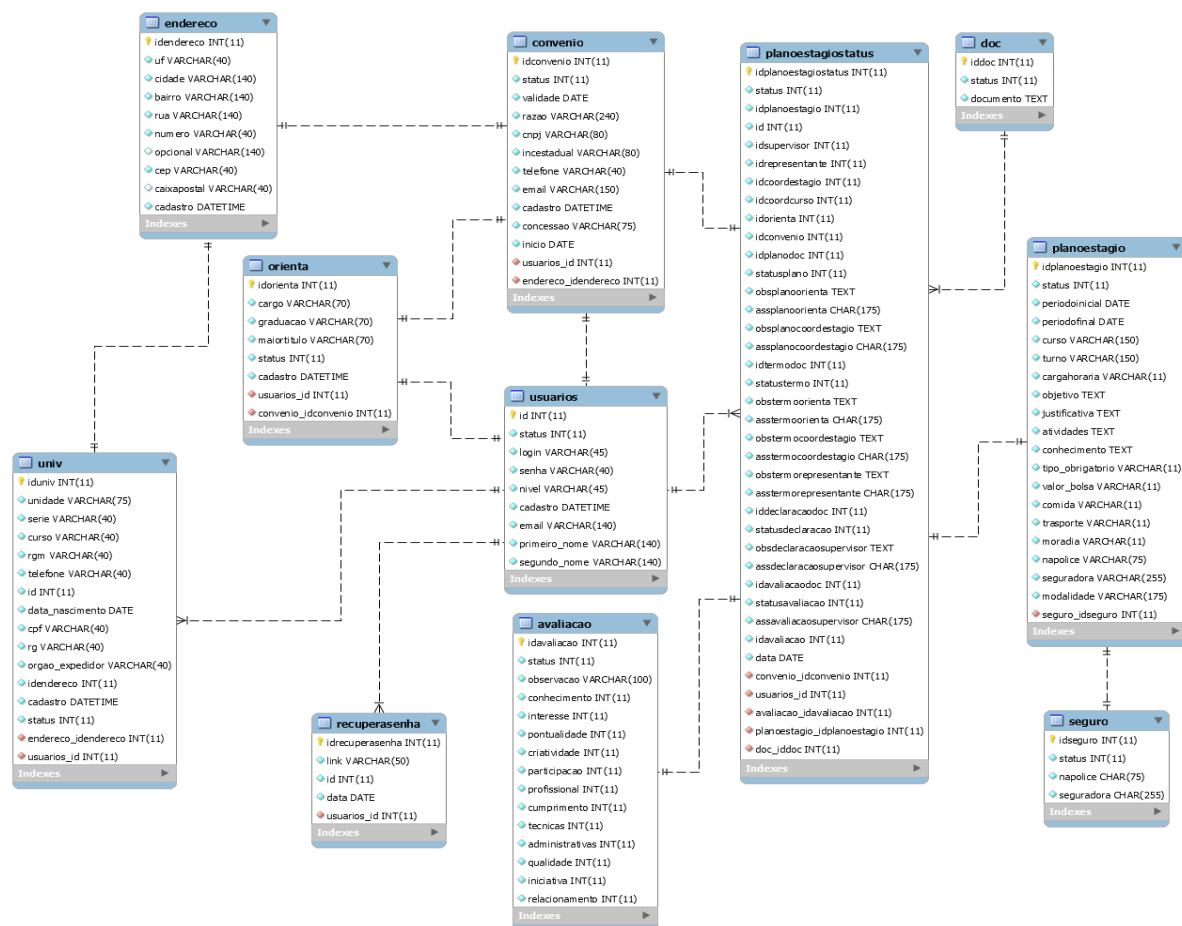 endereco
idendereco INT(11)
uf VARCHAR(40)
cidade VARCHAR(140)
bairro VARCHAR(140)
rua VARCHAR(140)
numero VARCHAR(40)
opcional VARCHAR(140)
cep VARCHAR(40)
caixapostal VARCHAR(40)
cadastro DATETIME
Indexes
convenio
idconvenio INT(11)
status INT(11)
validade DATE
razao VARCHAR(240)
cnpj VARCHAR(80)
incestadual VARCHAR(80)
telefone VARCHAR(40)
email VARCHAR(150)
cadastro DATETIME
concessao VARCHAR(75)
inicio DATE
usuarios_id INT(11)
endereco_idendereco INT(11)
Indexes
planoestagiostatus
idplanoestagiostatus INT(11)
status INT(11)
idplanoestagio INT(11)
id INT(11)
idsupervisor INT(11)
idrepresentante INT(11)
idcoordestagio INT(11)
idcoordcurso INT(11)
idorienta INT(11)
idconvenio INT(11)
idplanodoc INT(11)
statusplano INT(11)
obsplanoorienta TEXT
assplanoorienta CHAR(175)
obsplanocoordestagio TEXT
assplanocoordestagio CHAR(175)
idtermodoc INT(11)
statustermo INT(11)
obstermoorienta TEXT
asstermoorienta CHAR(175)
obstermocoordestagio TEXT
asstermocoordestagio CHAR(175)
obstermorepresentante TEXT
asstermorepresentante CHAR(175)
iddeclaracaodoc INT(11)
statusdeclaracao INT(11)
obsdeclaracaosupervisor TEXT
assdeclaracaosupervisor CHAR(175)
idavaliacaodoc INT(11)
statusavaliacao INT(11)
assavaliacaosupervisor CHAR(175)
idavaliacao INT(11)
data DATE
convenio_idconvenio INT(11)
usuarios_id INT(11)
avaliacao_idavaliacao INT(11)
planoestagio_idplanoestagio INT(11)
doc_iddoc INT(11)
Indexes
doc
iddoc INT(11)
status INT(11)
documento TEXT
Indexes
orienta
idorienta INT(11)
cargo VARCHAR(70)
graduacao VARCHAR(70)
maiortitulo VARCHAR(70)
status INT(11)
cadastro DATETIME
usuarios_id INT(11)
convenio_idconvenio INT(11)
Indexes
planoestagio
idplanoestagio INT(11)
status INT(11)
periodoinicial DATE
periodofinal DATE
curso VARCHAR(150)
turno VARCHAR(150)
cargahoraria VARCHAR(11)
objetivo TEXT
justificativa TEXT
atividades TEXT
conhecimento TEXT
tipo_obrigatorio VARCHAR(11)
valor_bolsa VARCHAR(11)
comida VARCHAR(11)
trasporte VARCHAR(11)
moradia VARCHAR(11)
napolice VARCHAR(75)
seguradora VARCHAR(255)
modalidade VARCHAR(175)
seguro_idseguro INT(11)
Indexes
usuarios
id INT(11)
status INT(11)
login VARCHAR(45)
senha VARCHAR(40)
nivel VARCHAR(45)
cadastro DATETIME
email VARCHAR(140)
primeiro_nome VARCHAR(140)
segundo_nome VARCHAR(140)
Indexes
univ
iduniv INT(11)
unidade VARCHAR(75)
serie VARCHAR(40)
curso VARCHAR(40)
rgm VARCHAR(40)
telefone VARCHAR(40)
id INT(11)
data_nascimento DATE
cpf VARCHAR(40)
rg VARCHAR(40)
orgao_expedidor VARCHAR(40)
idendereco INT(11)
cadastro DATETIME
status INT(11)
endereco_idendereco INT(11)
usuarios_id INT(11)
Indexes
avaliacao
idavaliacao INT(11)
status INT(11)
observacao VARCHAR(100)
conhecimento INT(11)
interesse INT(11)
pontualidade INT(11)
criatividade INT(11)
participacao INT(11)
profissional INT(11)
cumprimento INT(11)
tecnicas INT(11)
administrativas INT(11)
qualidade INT(11)
iniciativa INT(11)
relacionamento INT(11)
Indexes
recuperasenha
idrecuperasenha INT(11)
link VARCHAR(50)
id INT(11)
data DATE
usuarios_id INT(11)
Indexes
seguro
idseguro INT(11)
status INT(11)
napolice CHAR(75)
seguradora CHAR(255)
Indexes